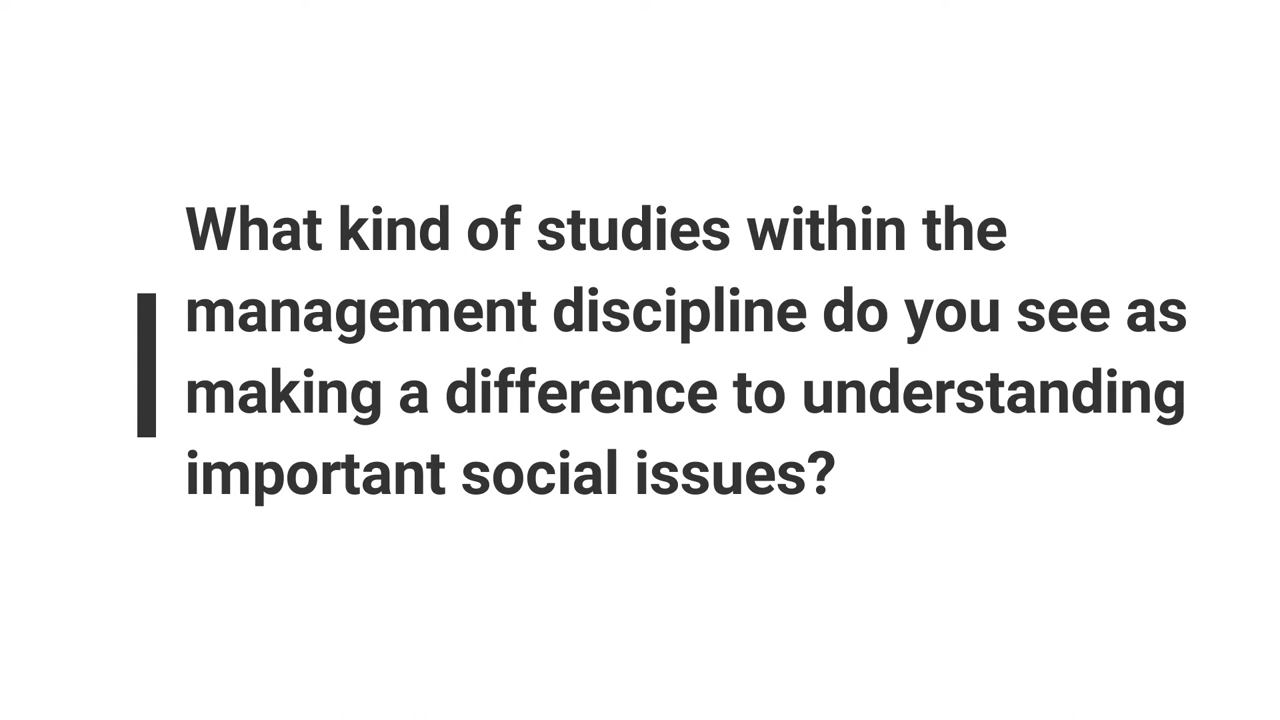 What kind of studies within the
management discipline do you see as
making a difference to understanding
important social issues?